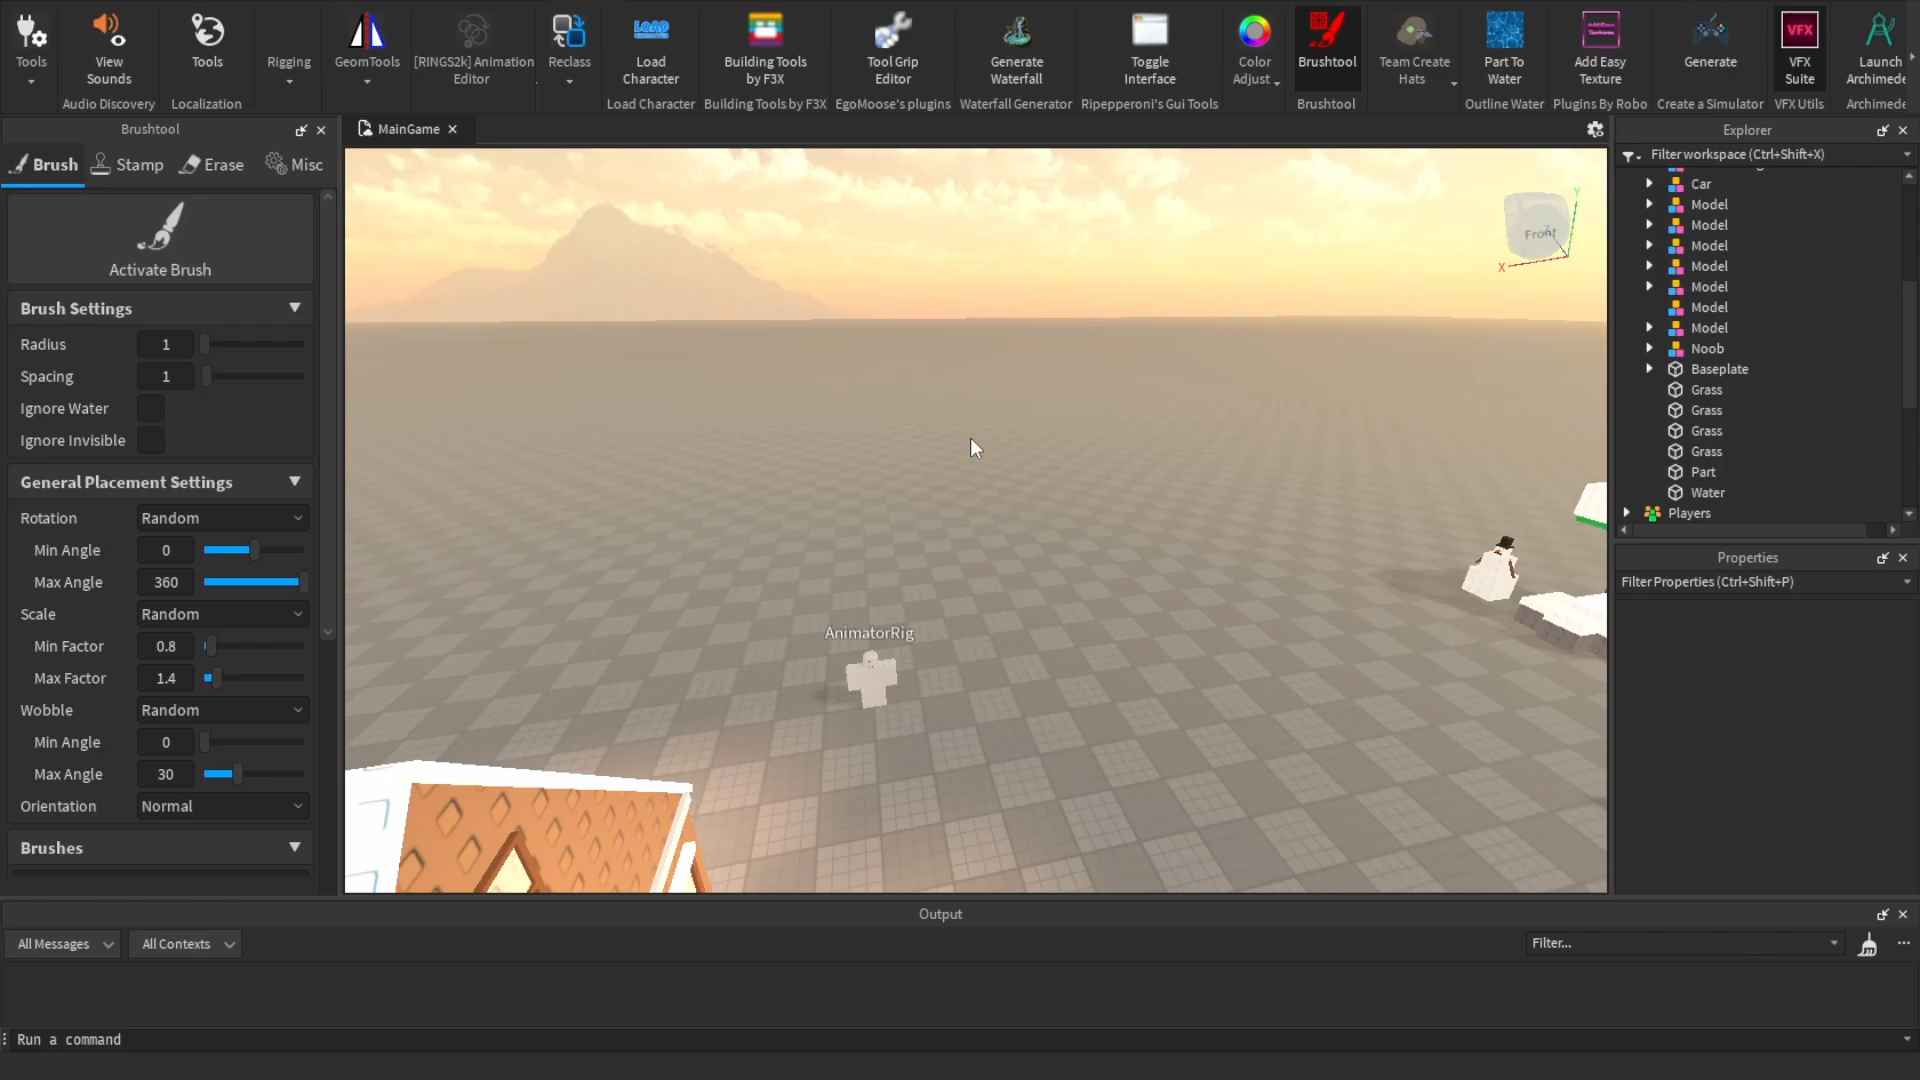 Tools
View
Sounds
Audio Discovery
Tools
Localization
Rigging
GeomTools
[RINGS2k] Animation
Editor
Reclass
LOAD
Load
Character
Load Character
Building Tools
by F3X
Building Tools by F3X
Tool Grip
Editor
EgoMoose's plugins
Generate
Waterfall
Waterfall Generator
Toggle
Interface
Ripepperoni's Gui Tools
Color
Adjust
Brushtool
Brushtool
Team Create
Hats
Part To
Water
Outline Water
Add Easy
Texture
Plugins By Robo
Generate
Create a Simulator
VFX
VFX
Suite
VFX Utils
Launch
Archimede
Archimede
Brushtool
Brush
Stamp
Erase
Misc
Activate Brush
Brush Settings
Radius 1
Spacing 1
Ignore Water
Ignore Invisible
General Placement Settings
Rotation Random
Min Angle 0
Max Angle 360
Scale Random
Min Factor 0.8
Max Factor 1.4
Wobble Random
Min Angle 0
Max Angle 30
Orientation Normal
Brushes
MainGame
Y
Front
Z
X
AnimatorRig
Explorer
Filter workspace (Ctrl+Shift+X)
Car
Model
Model
Model
Model
Model
Model
Model
Noob
Baseplate
Grass
Grass
Grass
Grass
Part
Water
Players
Properties
Filter Properties (Ctrl+Shift+P)
Output
All Messages
All Contexts
Filter...
Run a command